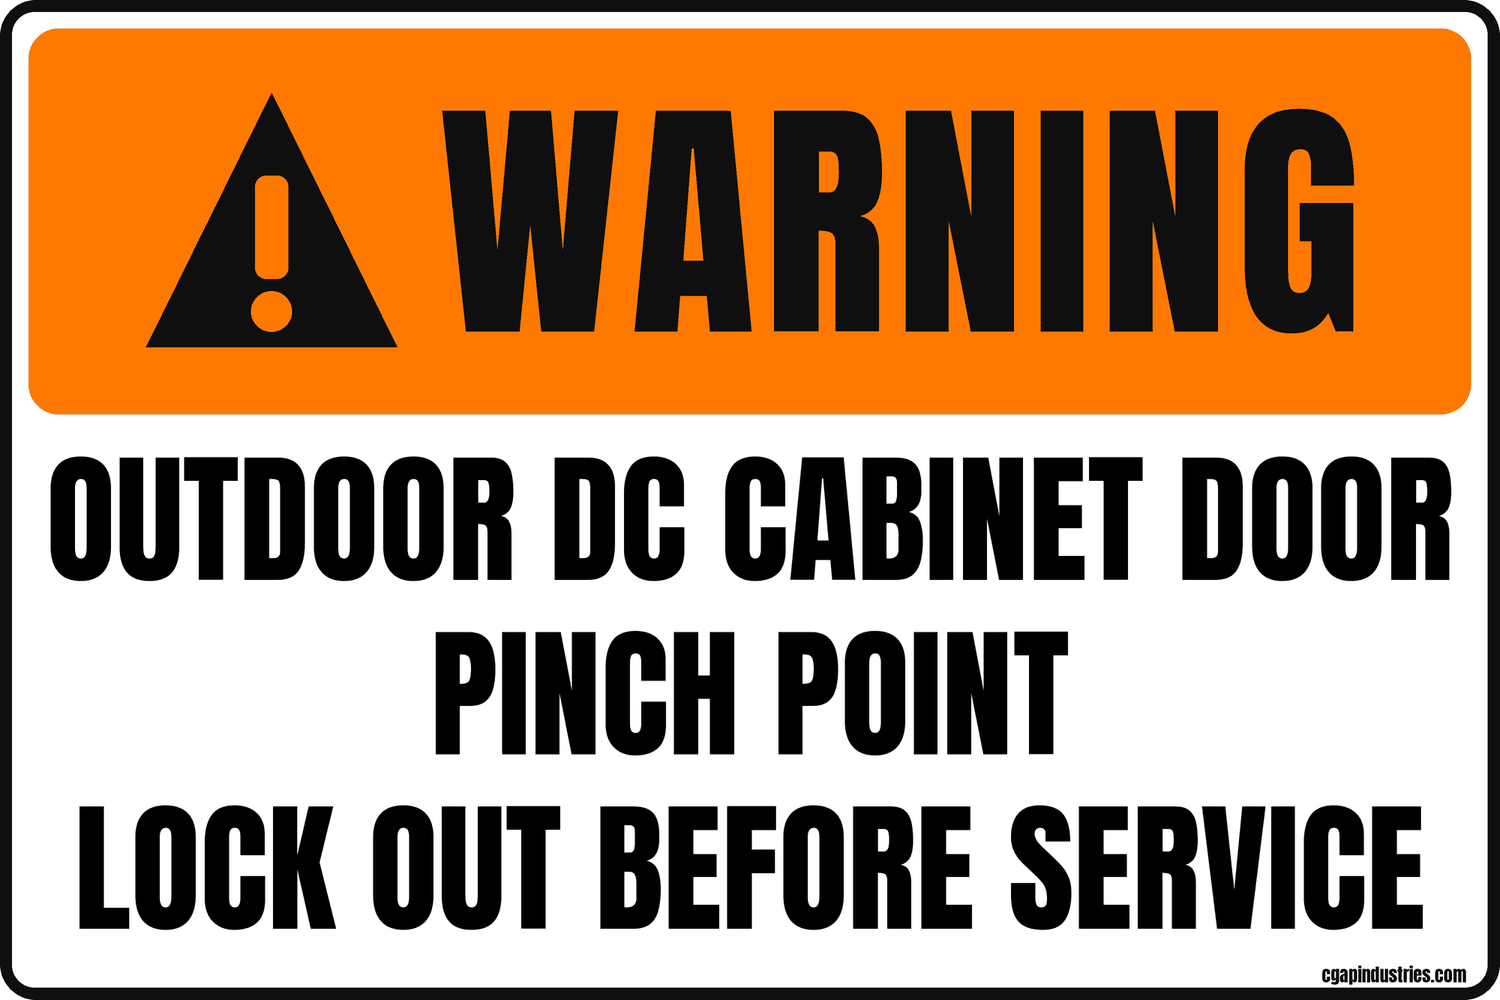 WARNING
OUTDOOR DC CABINET DOOR
PINCH POINT
LOCK OUT BEFORE SERVICE
cgapindustries.com